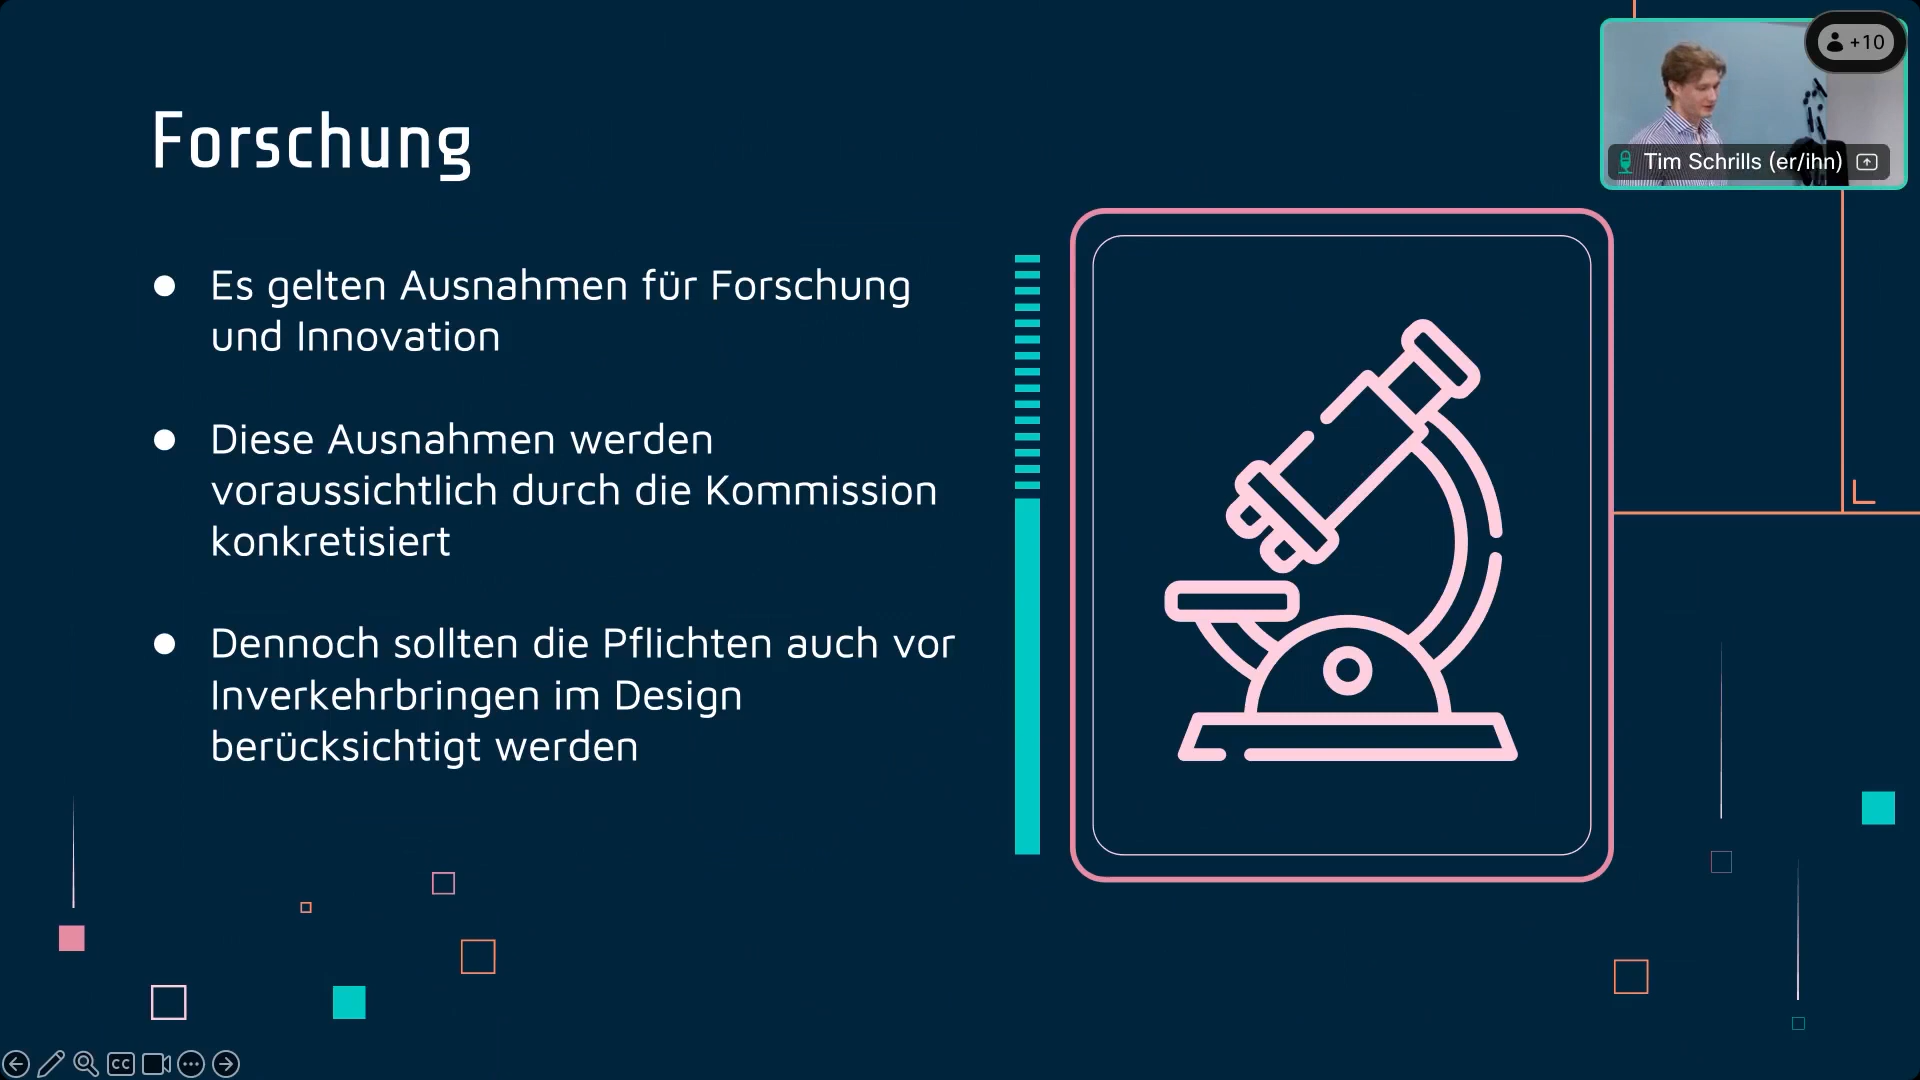 Forschung
+10
Tim Schrills (er/ihn)
● Es gelten Ausnahmen für Forschung
und Innovation
● Diese Ausnahmen werden
voraussichtlich durch die Kommission
konkretisiert
● Dennoch sollten die Pflichten auch vor
Inverkehrbringen im Design
berücksichtigt werden
CC